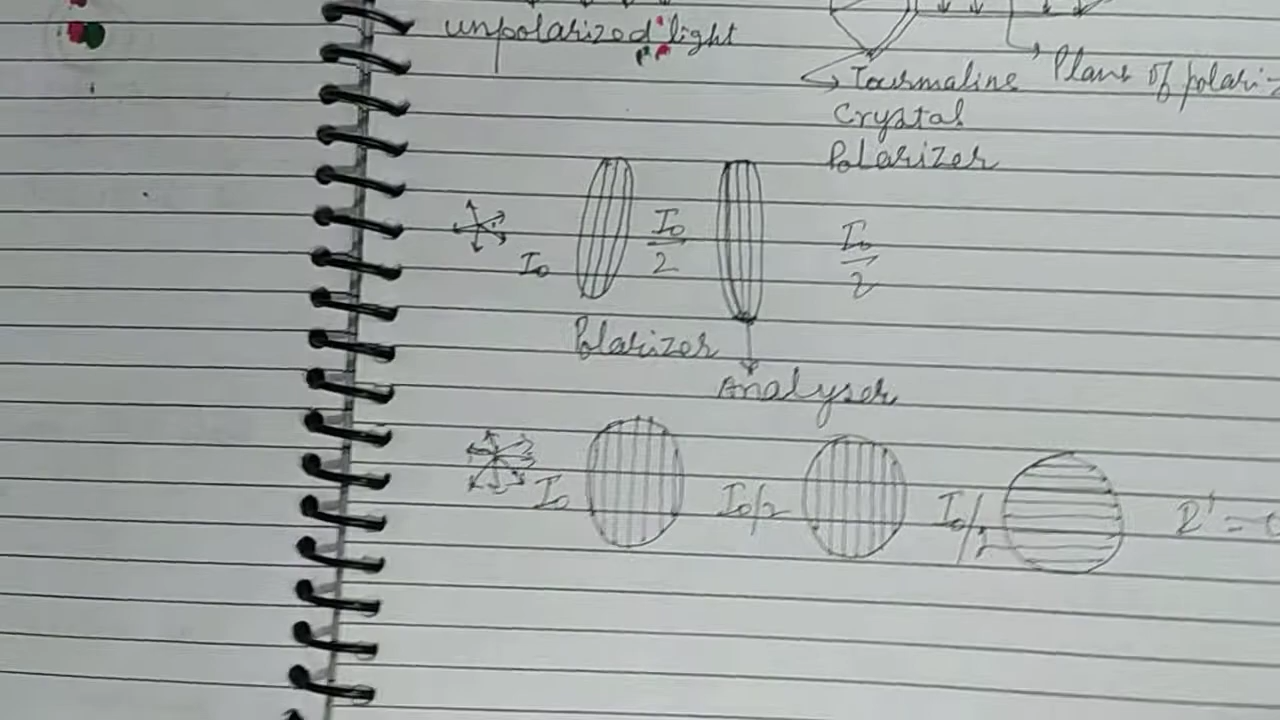 unpolarized light
Tourmaline
Plane of polari
Crystal
Polarizer
I₀
I₀/2
I₀/2
Polarizer
Analyser
I₀
I₀/2
I₀/2